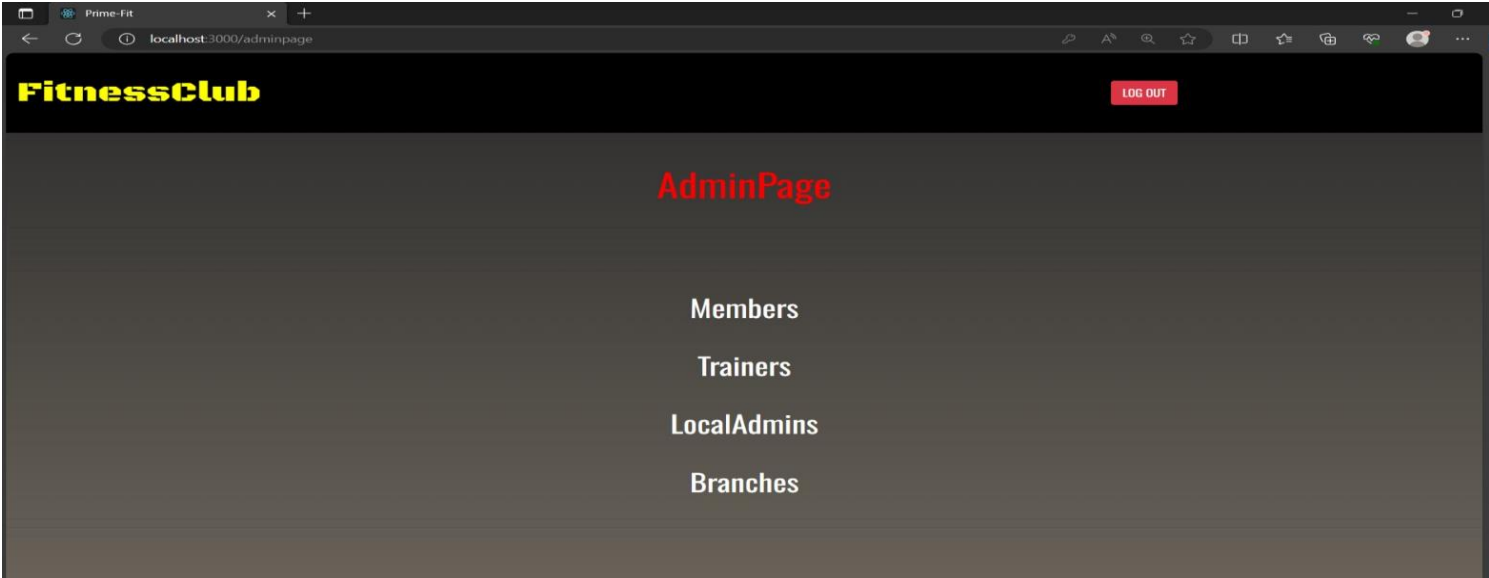 Prime-Fit
localhost:3000/adminpage
FitnessClub
LOG OUT
AdminPage
Members
Trainers
LocalAdmins
Branches